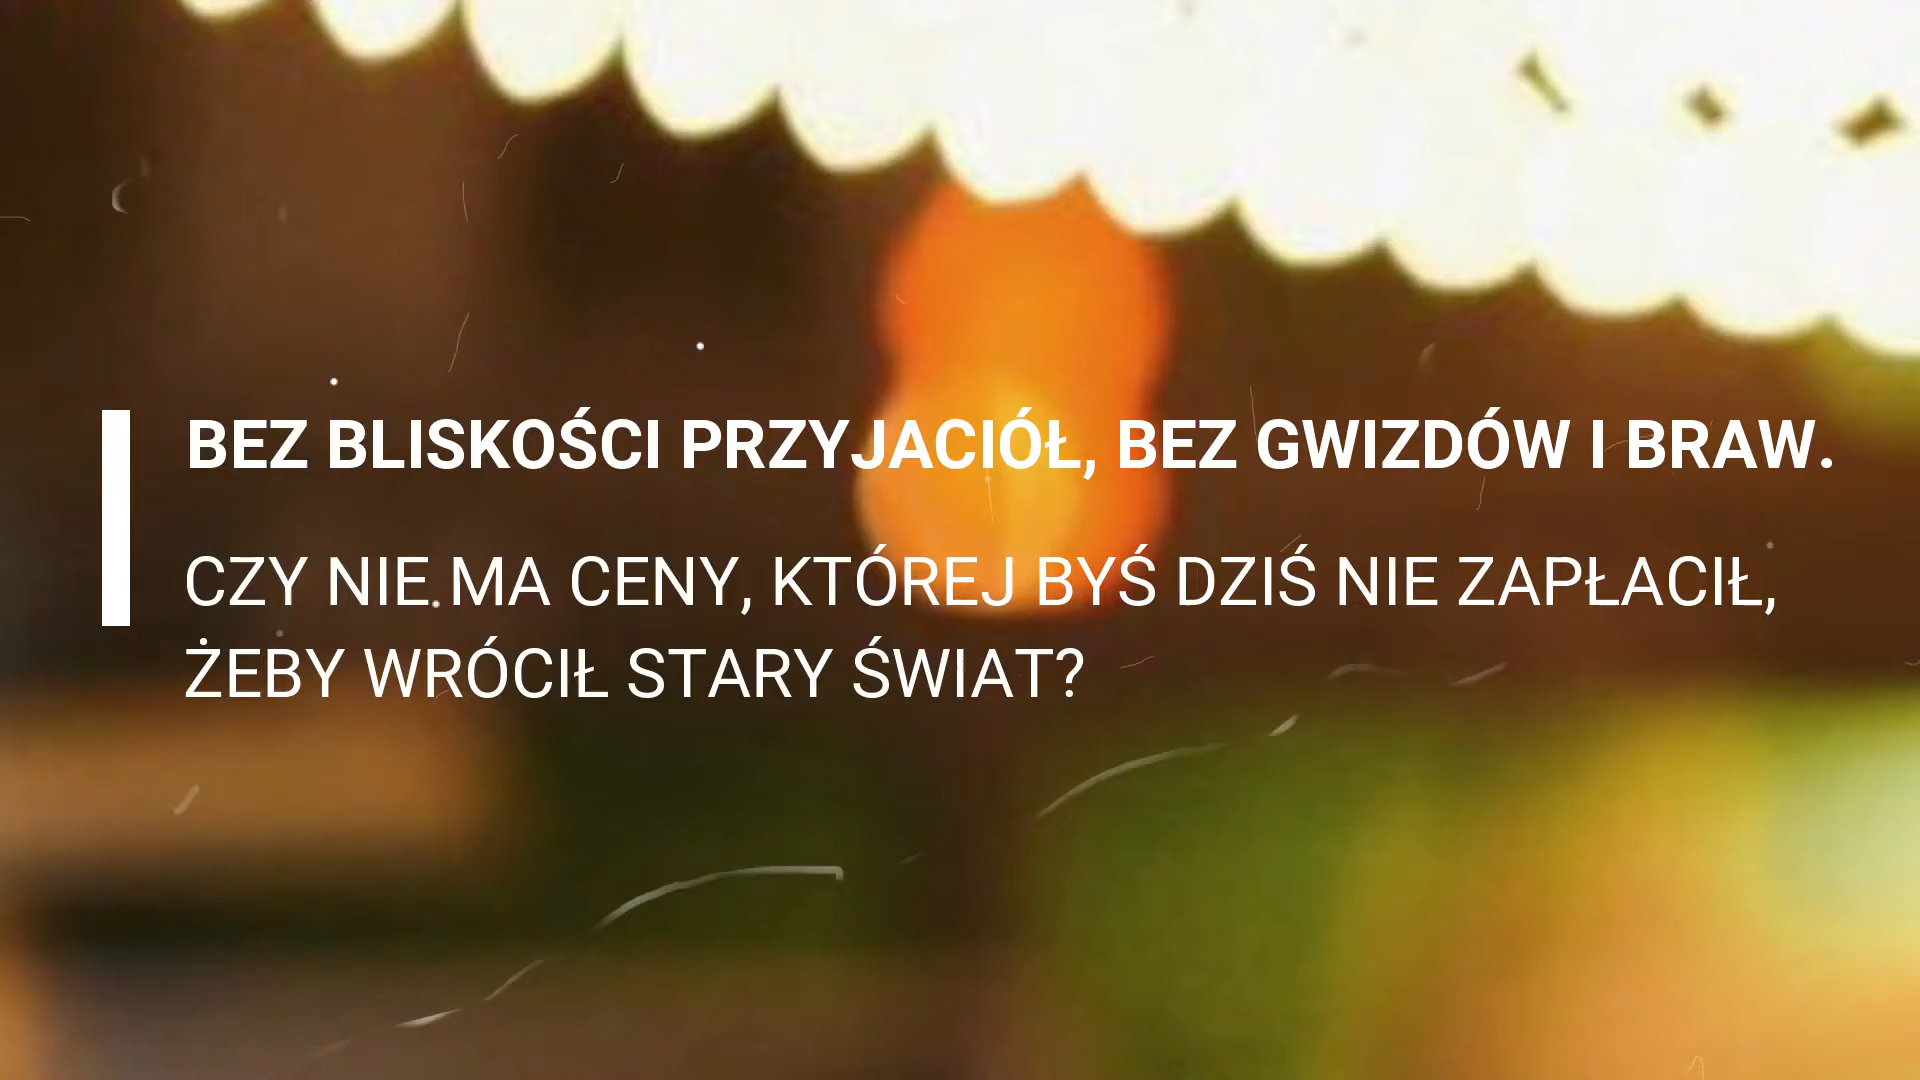 BEZ BLISKOŚCI PRZYJACIÓŁ, BEZ GWIZDÓW I BRAW.
CZY NIE MA CENY, KTÓREJ BYŚ DZIŚ NIE ZAPŁACIŁ,
ŻEBY WRÓCIŁ STARY ŚWIAT?